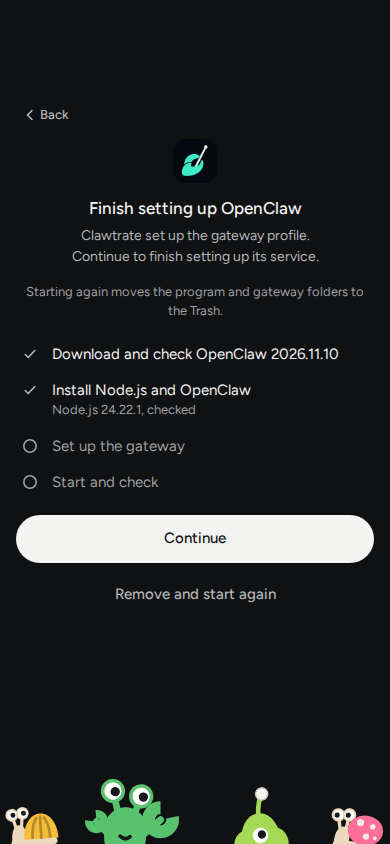 Back
Finish setting up OpenClaw
Clawtrate set up the gateway profile.
Continue to finish setting up its service.
Starting again moves the program and gateway folders to
the Trash.
Download and check OpenClaw 2026.11.10
Install Node.js and OpenClaw
Node.js 24.22.1, checked
Set up the gateway
Start and check
Continue
Remove and start again